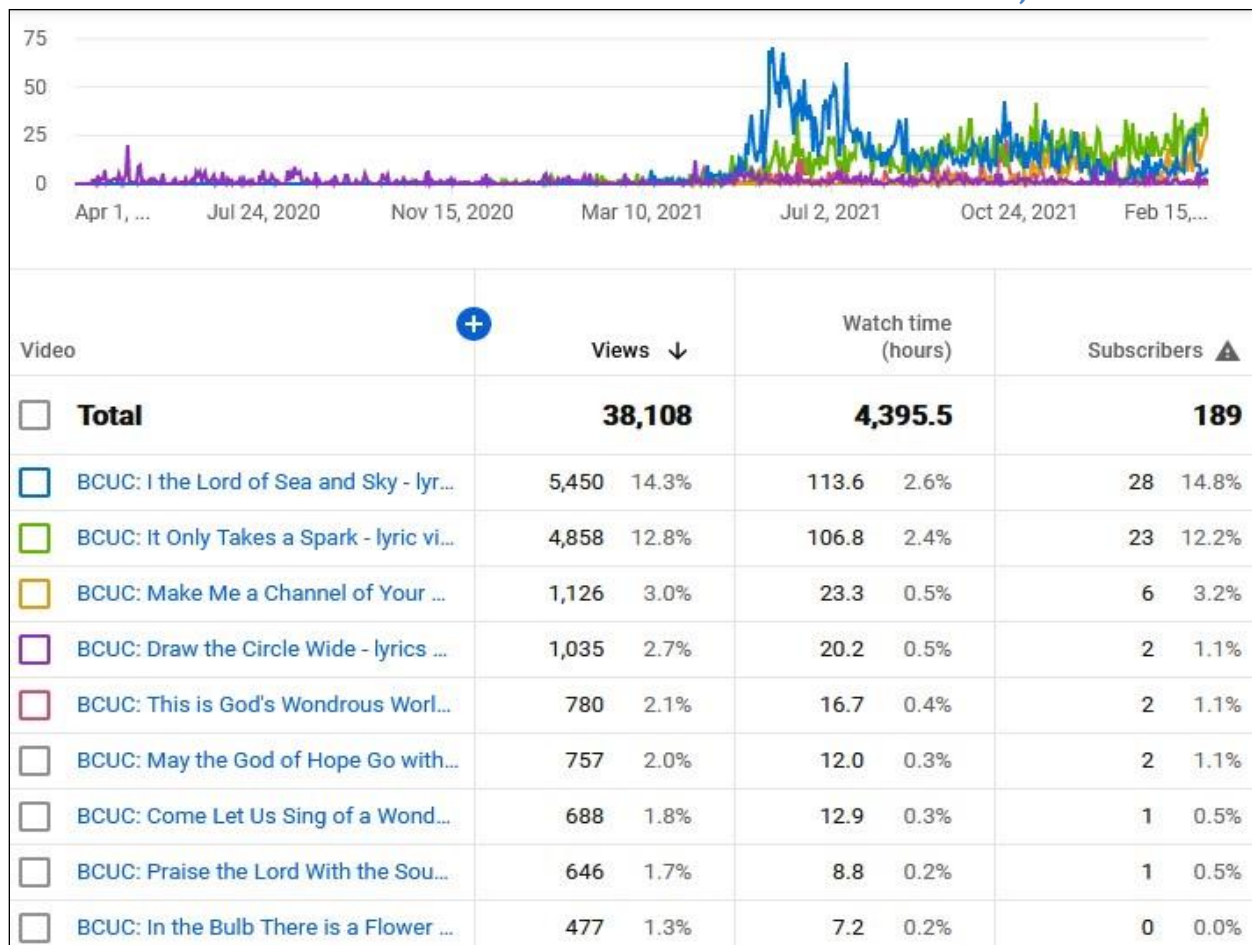 75
50
25
0
Apr 1, ... Jul 24, 2020 Nov 15, 2020 Mar 10, 2021 Jul 2, 2021 Oct 24, 2021 Feb 15,...
Video Views Watch time (hours) Subscribers
Total 38,108 4,395.5 189
BCUC: I the Lord of Sea and Sky - lyr... 5,450 14.3% 113.6 2.6% 28 14.8%
BCUC: It Only Takes a Spark - lyric vi... 4,858 12.8% 106.8 2.4% 23 12.2%
BCUC: Make Me a Channel of Your ... 1,126 3.0% 23.3 0.5% 6 3.2%
BCUC: Draw the Circle Wide - lyrics ... 1,035 2.7% 20.2 0.5% 2 1.1%
BCUC: This is God's Wondrous Worl... 780 2.1% 16.7 0.4% 2 1.1%
BCUC: May the God of Hope Go with... 757 2.0% 12.0 0.3% 2 1.1%
BCUC: Come Let Us Sing of a Wond... 688 1.8% 12.9 0.3% 1 0.5%
BCUC: Praise the Lord With the Sou... 646 1.7% 8.8 0.2% 1 0.5%
BCUC: In the Bulb There is a Flower ... 477 1.3% 7.2 0.2% 0 0.0%